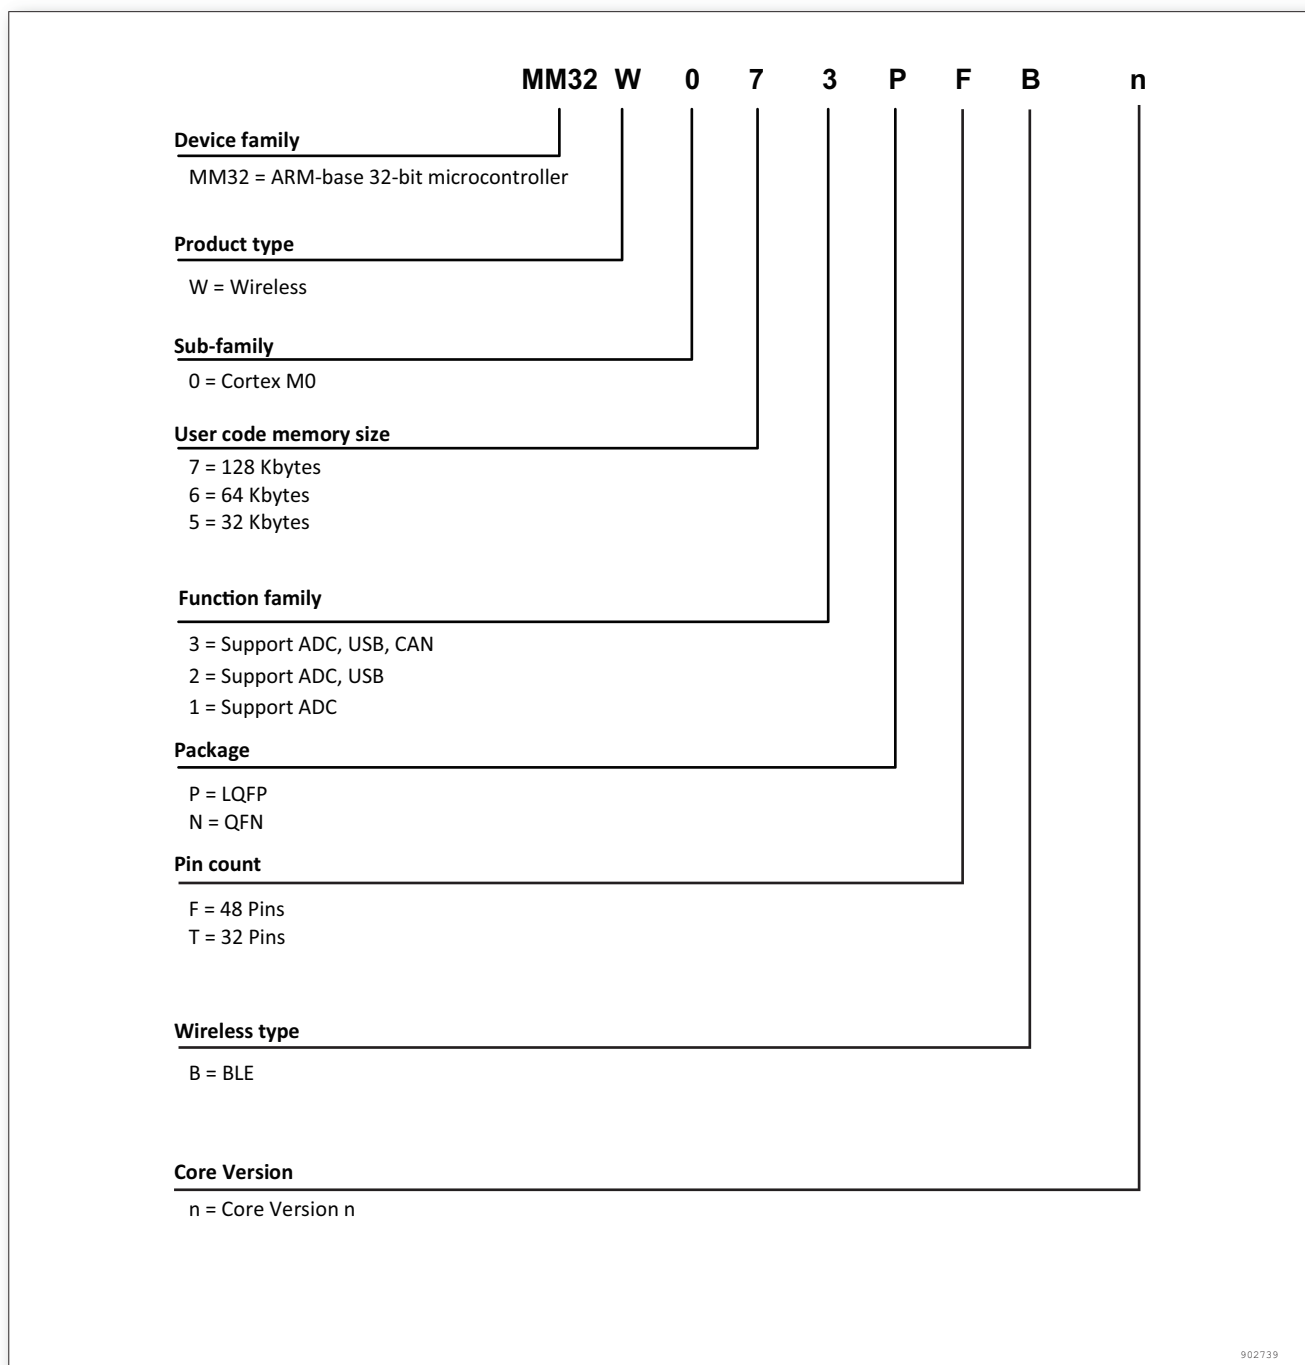 MM32 W 0 7 3 P F B n
Device family
MM32 = ARM-base 32-bit microcontroller
Product type
W = Wireless
Sub-family
0 = Cortex M0
User code memory size
7 = 128 Kbytes
6 = 64 Kbytes
5 = 32 Kbytes
Function family
3 = Support ADC, USB, CAN
2 = Support ADC, USB
1 = Support ADC
Package
P = LQFP
N = QFN
Pin count
F = 48 Pins
T = 32 Pins
Wireless type
B = BLE
Core Version
n = Core Version n
902739